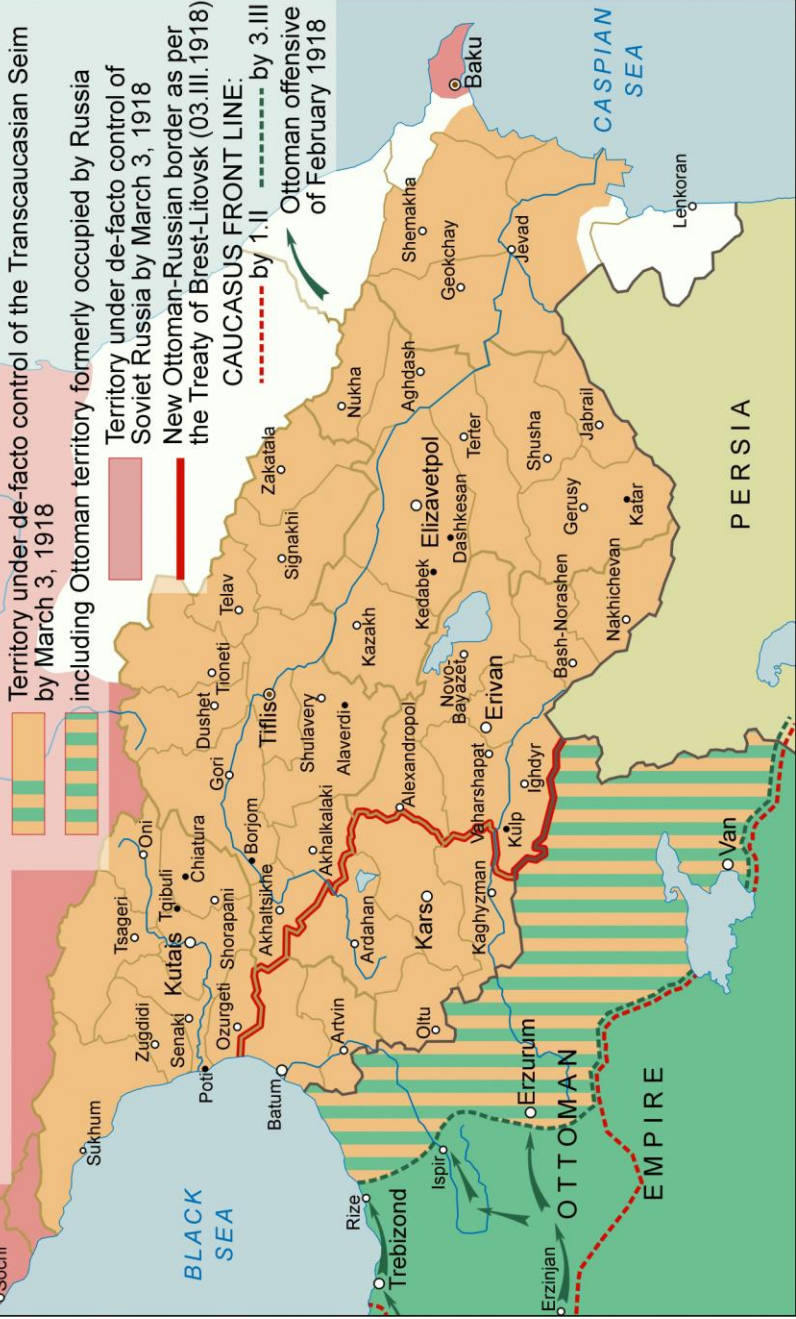 Territory under de-facto control of the Transcaucasian Seim
by March 3, 1918
including Ottoman territory formerly occupied by Russia
Territory under de-facto control of
Soviet Russia by March 3, 1918
New Ottoman-Russian border as per
the Treaty of Brest-Litovsk (03.III.1918)
CAUCASUS FRONT LINE:
by 1.II
by 3.III
Ottoman offensive
of February 1918
Sochi
Sukhum
Tsageri
Oni
Zugdidi
Tgibuli
Chiatura
Senaki
Kutais
Shorapani
Poti
Ozurgeti
BLACK
SEA
Batum
Akhaltsikhe
Borjom
Gori
Dushet
Tioneti
Telav
Tiflis
Signakhi
Zakatala
Nukha
Akhalkalaki
Shulavery
Alaverdi
Kazakh
Artvin
Ardahan
Alexandropol
Oltu
Kars
Kaghyzman
Kulp
Vaharshapat
Ighdyr
Erivan
Novo-
Bayazet
Kedabek
Dashkesan
Elizavetpol
Terter
Aghdash
Geokchay
Shemakha
Jevad
Baku
CASPIAN
SEA
Lenkoran
Shusha
Jabrail
Gerusy
Katar
Bash-Norashen
Nakhichevan
PERSIA
Rize
Trebizond
Ispir
Erzurum
Erzinjan
OTTOMAN
EMPIRE
Van